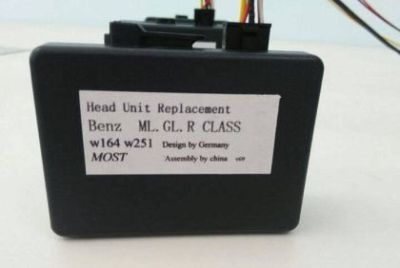 Head Unit Replacement
Benz ML.GL.R CLASS
w164 w251 Design by Germany
MOST Assembly by china